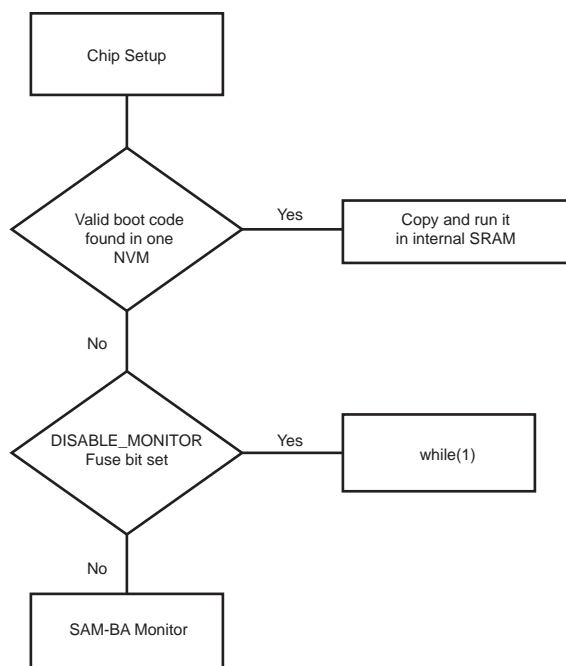 Chip Setup
Valid boot code
found in one
NVM
Yes
Copy and run it
in internal SRAM
No
DISABLE_MONITOR
Fuse bit set
Yes
while(1)
No
SAM-BA Monitor